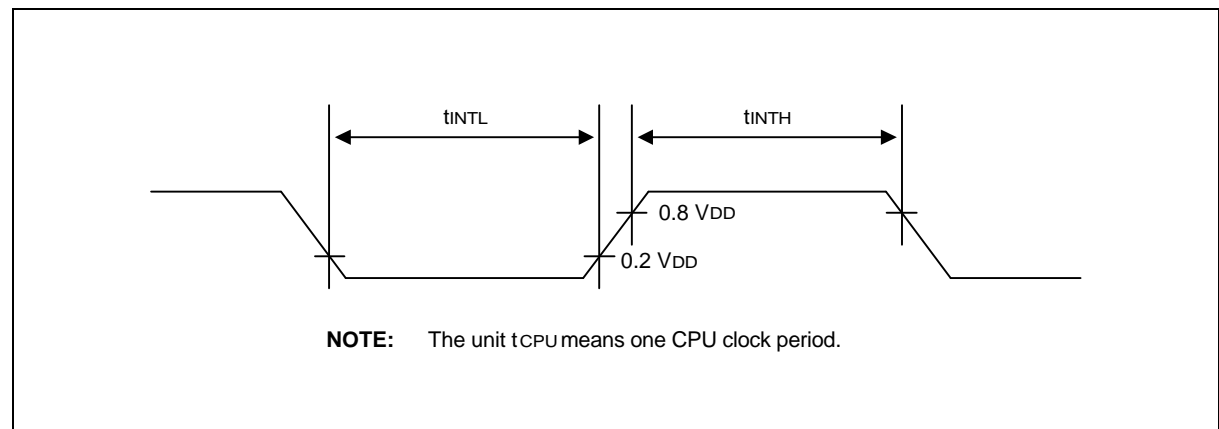 tINTL
tINTH
0.8 VDD
0.2 VDD
NOTE: The unit tCPU means one CPU clock period.